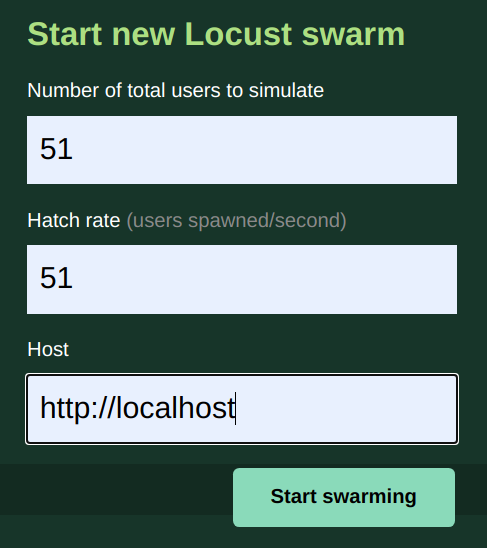 Start new Locust swarm
Number of total users to simulate
51
Hatch rate (users spawned/second)
51
Host
http://localhost
Start swarming